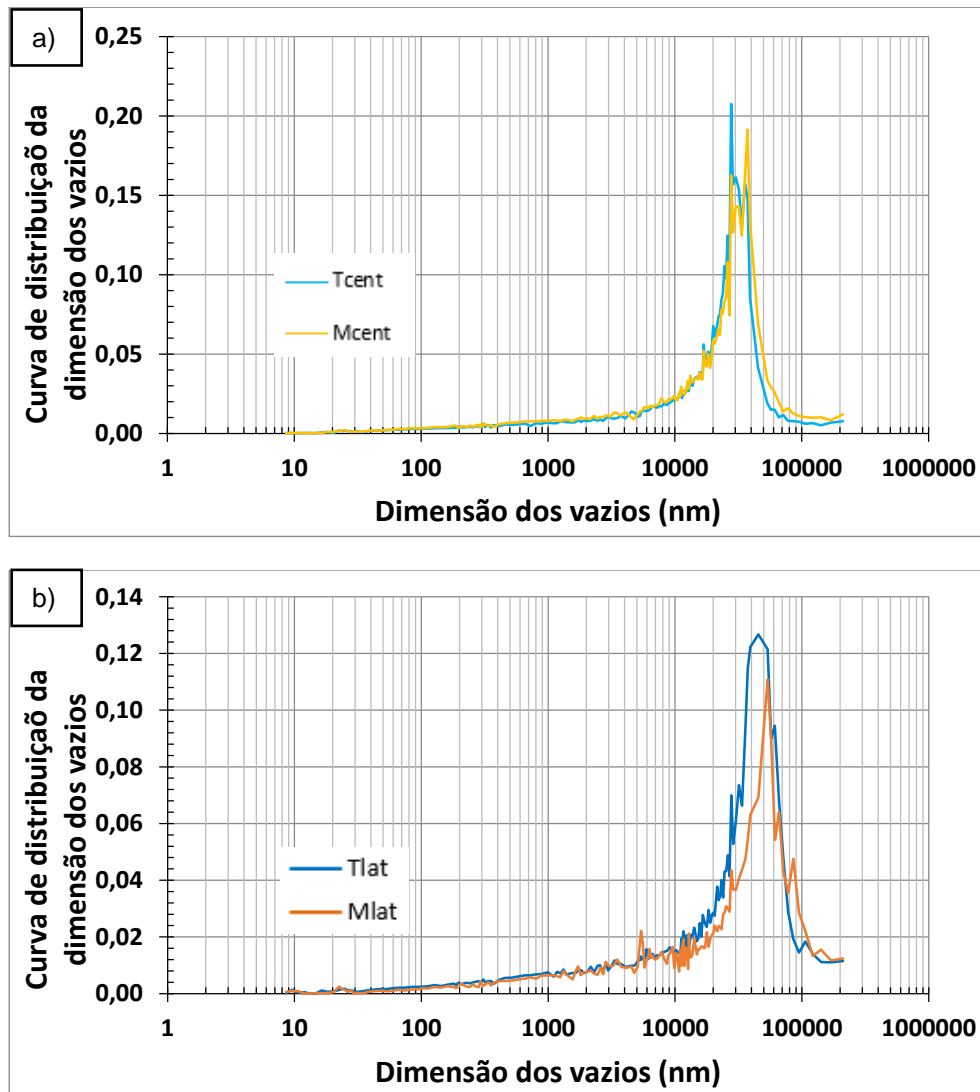 a)
Curva de distribuiçõ da
dimensão dos vazios
0,25
0,20
0,15
0,10
0,05
0,00
Tcent
Mcent
1
10
100
1000
10000
100000
1000000
Dimensão dos vazios (nm)
b)
Curva de distribuiçõ da
dimensão dos vazios
0,14
0,12
0,10
0,08
0,06
0,04
0,02
0,00
Tlat
Mlat
1
10
100
1000
10000
100000
1000000
Dimensão dos vazios (nm)